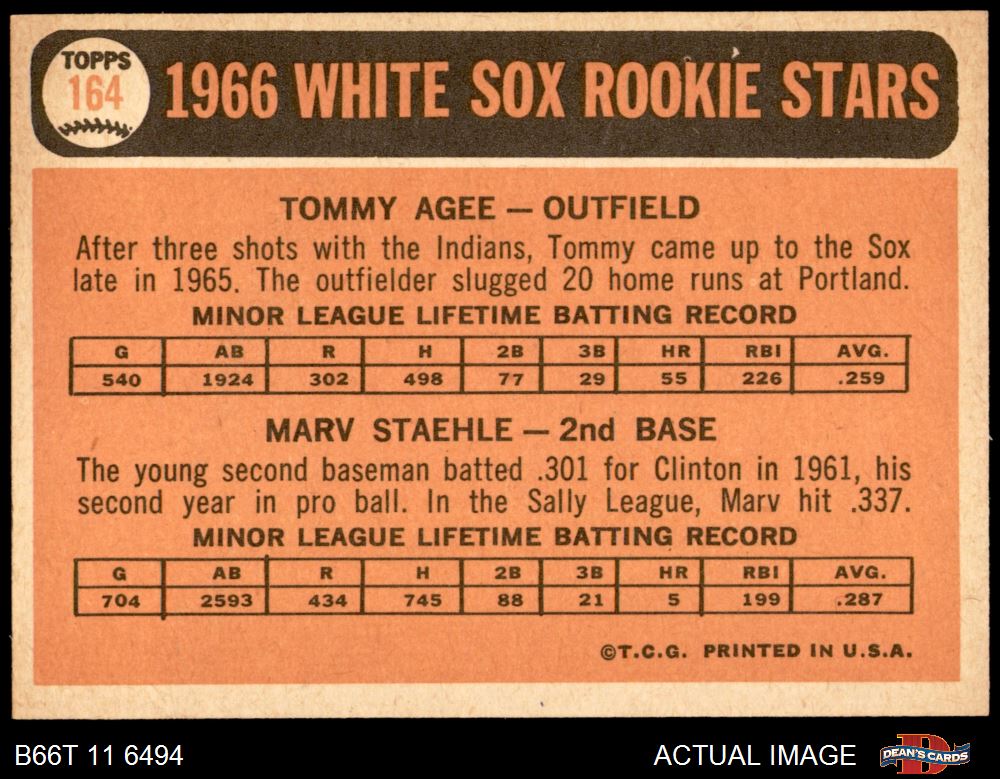 TOPPS
164
1966 WHITE SOX ROOKIE STARS
TOMMY AGEE — OUTFIELD
After three shots with the Indians, Tommy came up to the Sox
late in 1965. The outfielder slugged 20 home runs at Portland.
MINOR LEAGUE LIFETIME BATTING RECORD
G AB R H 2B 3B HR RBI AVG.
540 1924 302 498 77 29 55 226 .259
MARV STAEHLE — 2nd BASE
The young second baseman batted .301 for Clinton in 1961, his
second year in pro ball. In the Sally League, Marv hit .337.
MINOR LEAGUE LIFETIME BATTING RECORD
G AB R H 2B 3B HR RBI AVG.
704 2593 434 745 88 21 5 199 .287
©T.C.G. PRINTED IN U.S.A.
B66T 11 6494 ACTUAL IMAGE DEAN'S CARDS